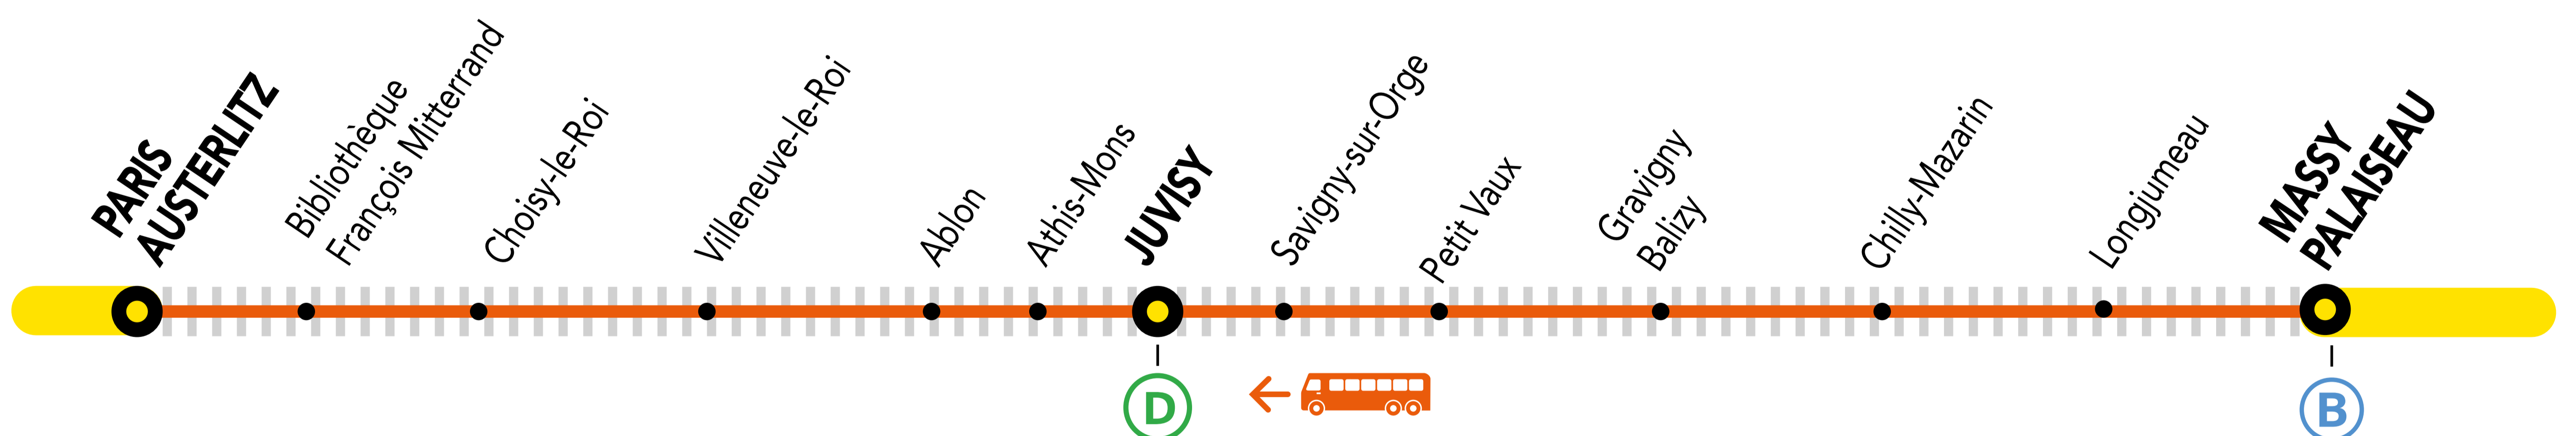 PARIS
AUSTERLITZ
Bibliothèque
François Mitterrand
Choisy-le-Roi
Villeneuve-le-Roi
Ablon
Athis-Mons
JUVISY
Savigny-sur-Orge
Petit Vaux
Gravigny
Balizy
Chilly-Mazarin
Longjumeau
MASSY
PALAISEAU
D
B